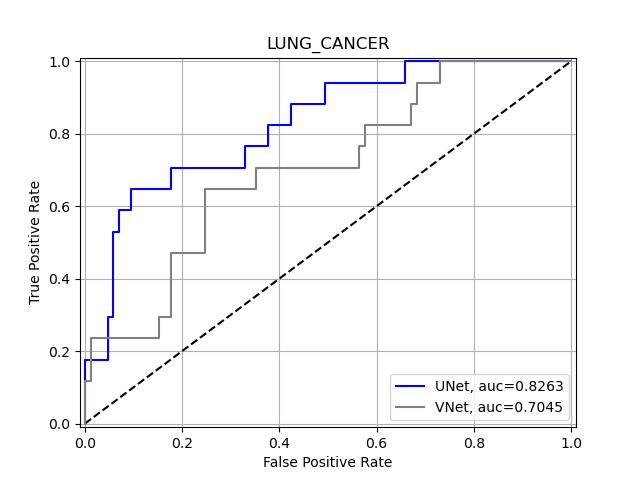 LUNG_CANCER
True Positive Rate
1.0
0.8
0.6
0.4
0.2
0.0
UNet, auc=0.8263
VNet, auc=0.7045
0.0 0.2 0.4 0.6 0.8 1.0
False Positive Rate